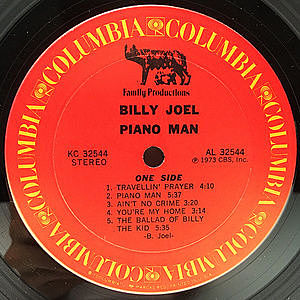 COLUMBIA COLUMBIA COLUMBIA COLUMBIA COLUMBIA COLUMBIA
Family Productions
BILLY JOEL
PIANO MAN
KC 32544 AL 32544
STEREO ℗ 1973 CBS, Inc.
ONE SIDE
1. TRAVELLIN' PRAYER 4:10
2. PIANO MAN 5:37
3. AIN'T NO CRIME 3:20
4. YOU'RE MY HOME 3:14
5. THE BALLAD OF BILLY
THE KID 5:35
-B. Joel-